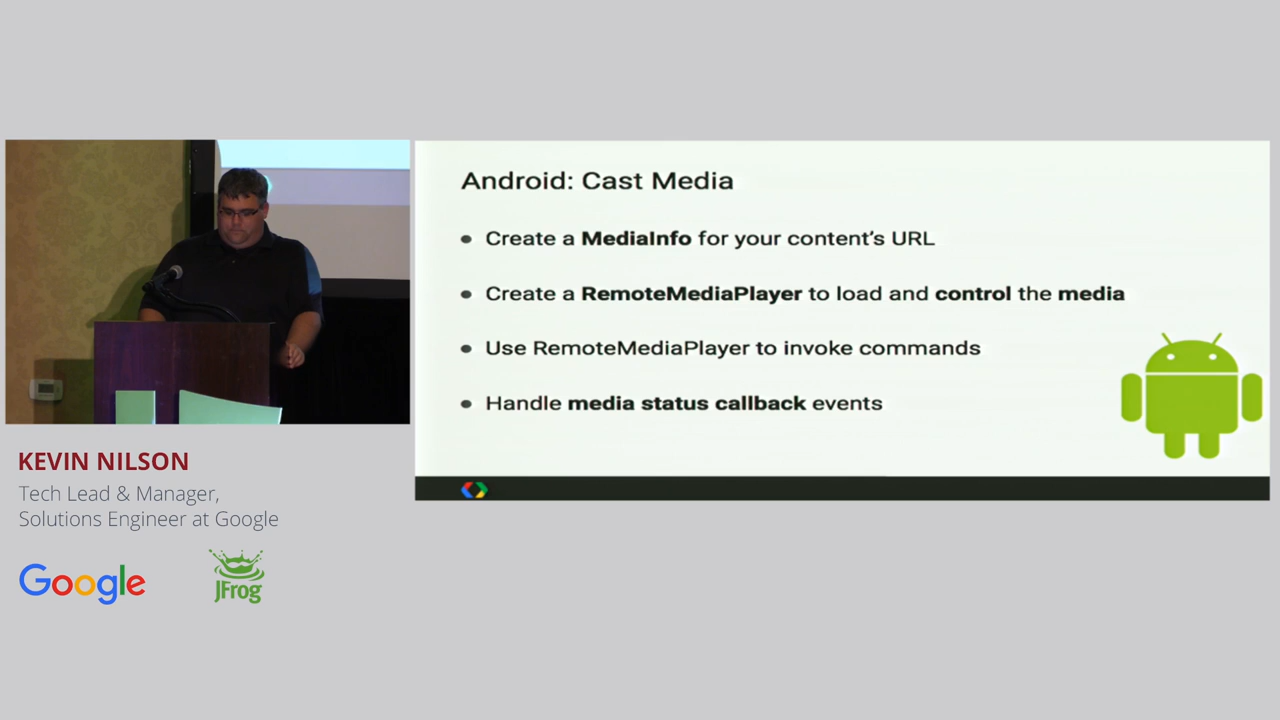 Android: Cast Media
• Create a MediaInfo for your content's URL
• Create a RemoteMediaPlayer to load and control the media
• Use RemoteMediaPlayer to invoke commands
• Handle media status callback events
KEVIN NILSON
Tech Lead & Manager,
Solutions Engineer at Google
Google
JFrog